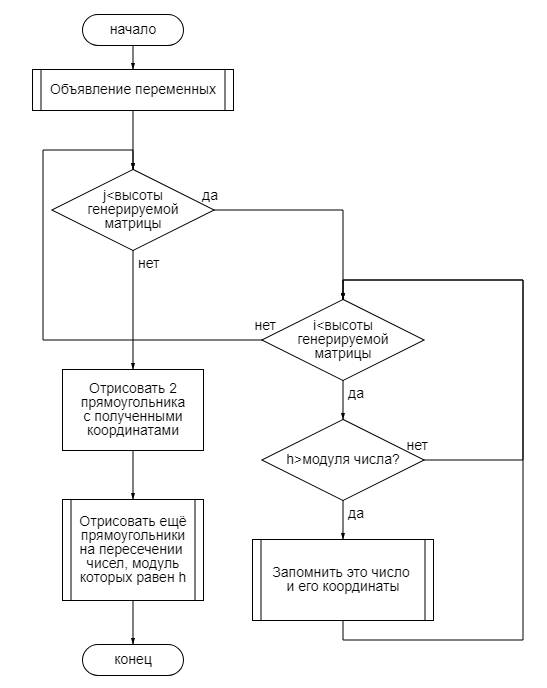 начало
Объявление переменных
j<высоты
генерируемой
матрицы
да
нет
i<высоты
генерируемой
матрицы
нет
да
h>модуля числа?
нет
да
Запомнить это число
и его координаты
Отрисовать 2
прямоугольника
с полученными
координатами
Отрисовать ещё
прямоугольники
на пересечении
чисел, модуль
которых равен h
конец